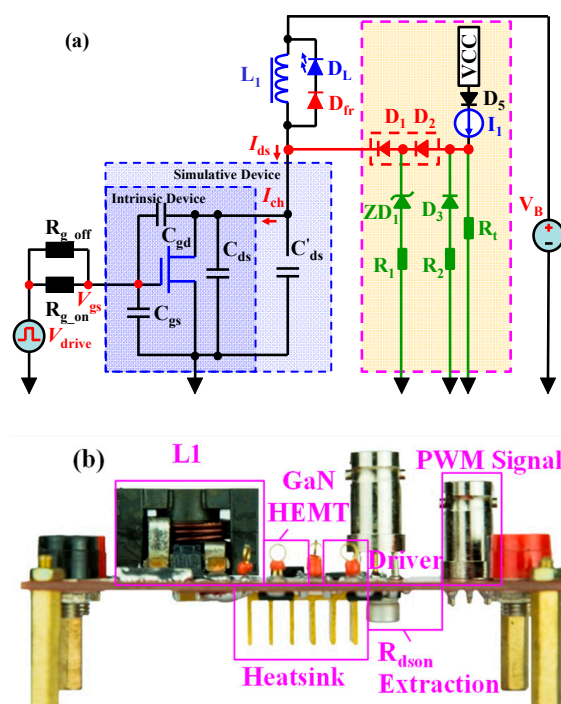 (a)
L1
DL
Dfr
VCC
D5
I1
D1 D2
Ids
Simulative Device
Intrinsic Device
Ich
VB
Rg_off
Cgd
Cds
C'ds
ZD1
D3
Rt
Rg_on
Vgs
Cgs
R1
R2
Vdrive
(b)
L1
PWM Signal
GaN
HEMT
Driver
Rdson
Heatsink
Extraction